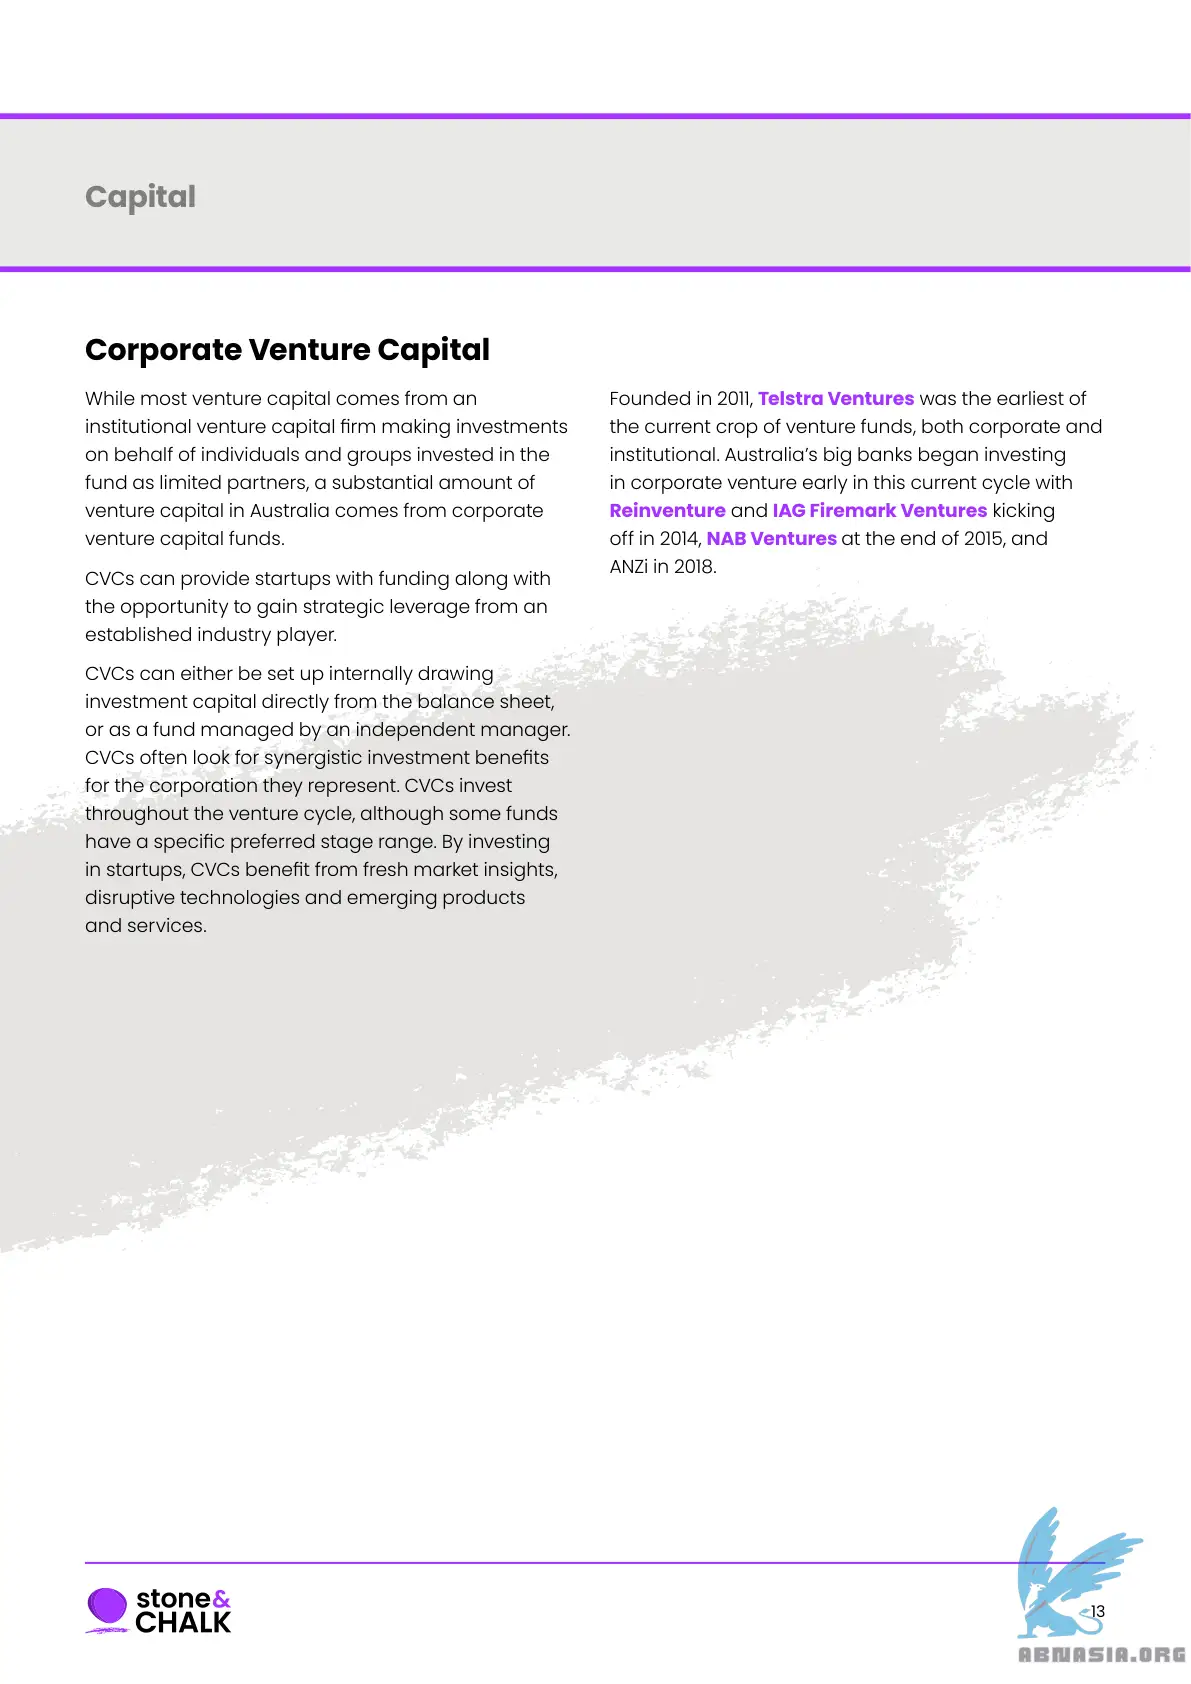 Capital
Corporate Venture Capital
While most venture capital comes from an
institutional venture capital firm making investments
on behalf of individuals and groups invested in the
fund as limited partners, a substantial amount of
venture capital in Australia comes from corporate
venture capital funds.
CVCs can provide startups with funding along with
the opportunity to gain strategic leverage from an
established industry player.
CVCs can either be set up internally drawing
investment capital directly from the balance sheet,
or as a fund managed by an independent manager.
CVCs often look for synergistic investment benefits
for the corporation they represent. CVCs invest
throughout the venture cycle, although some funds
have a specific preferred stage range. By investing
in startups, CVCs benefit from fresh market insights,
disruptive technologies and emerging products
and services.
Founded in 2011, Telstra Ventures was the earliest of
the current crop of venture funds, both corporate and
institutional. Australia’s big banks began investing
in corporate venture early in this current cycle with
Reinventure and IAG Firemark Ventures kicking
off in 2014, NAB Ventures at the end of 2015, and
ANZi in 2018.
stone&
CHALK
13
ABNASIA.ORG